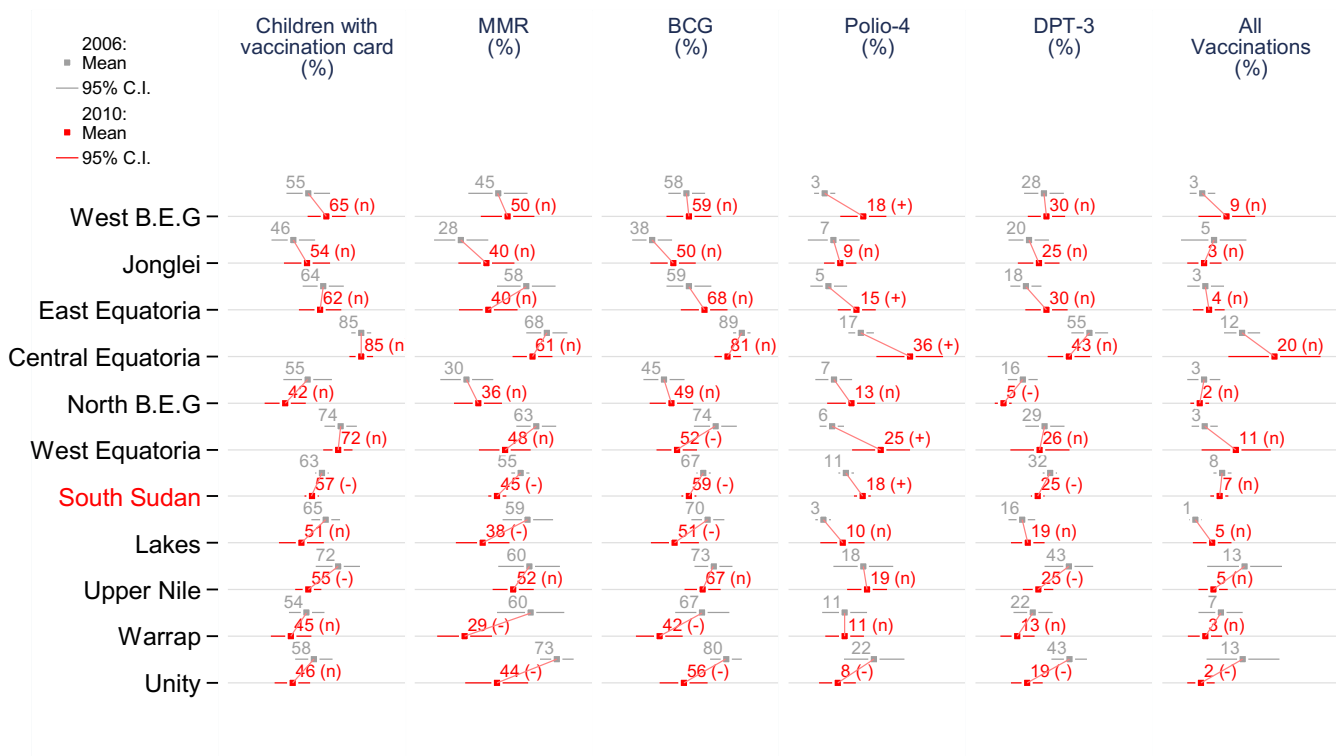 Children with
vaccination card
(%)
MMR
(%)
BCG
(%)
Polio-4
(%)
DPT-3
(%)
All
Vaccinations
(%)
2006:
Mean
95% C.I.
2010:
Mean
95% C.I.
55 45 58 3 28 3
West B.E.G 65 (n) 50 (n) 59 (n) 18 (+) 30 (n) 9 (n)
46 28 38 7 20 5
Jonglei 54 (n) 40 (n) 50 (n) 9 (n) 25 (n) 3 (n)
64 58 59 5 18 3
East Equatoria 62 (n) 40 (n) 68 (n) 15 (+) 30 (n) 4 (n)
85 68 89 17 55 12
Central Equatoria 85 (n 61 (n) 81 (n) 36 (+) 43 (n) 20 (n)
55 30 45 7 16 3
North B.E.G 42 (n) 36 (n) 49 (n) 13 (n) 5 (-) 2 (n)
74 63 74 6 29 3
West Equatoria 72 (n) 48 (n) 52 (-) 25 (+) 26 (n) 11 (n)
63 55 67 11 32 8
South Sudan 57 (-) 45 (-) 59 (-) 18 (+) 25 (-) 7 (n)
65 59 70 3 16 1
Lakes 51 (n) 38 (-) 51 (-) 10 (n) 19 (n) 5 (n)
72 60 73 18 43 13
Upper Nile 55 (-) 52 (n) 67 (n) 19 (n) 25 (-) 5 (n)
54 60 67 11 22 7
Warrap 45 (n) 29 (-) 42 (-) 11 (n) 13 (n) 3 (n)
58 73 80 22 43 13
Unity 46 (n) 44 (-) 56 (-) 8 (-) 19 (-) 2 (-)